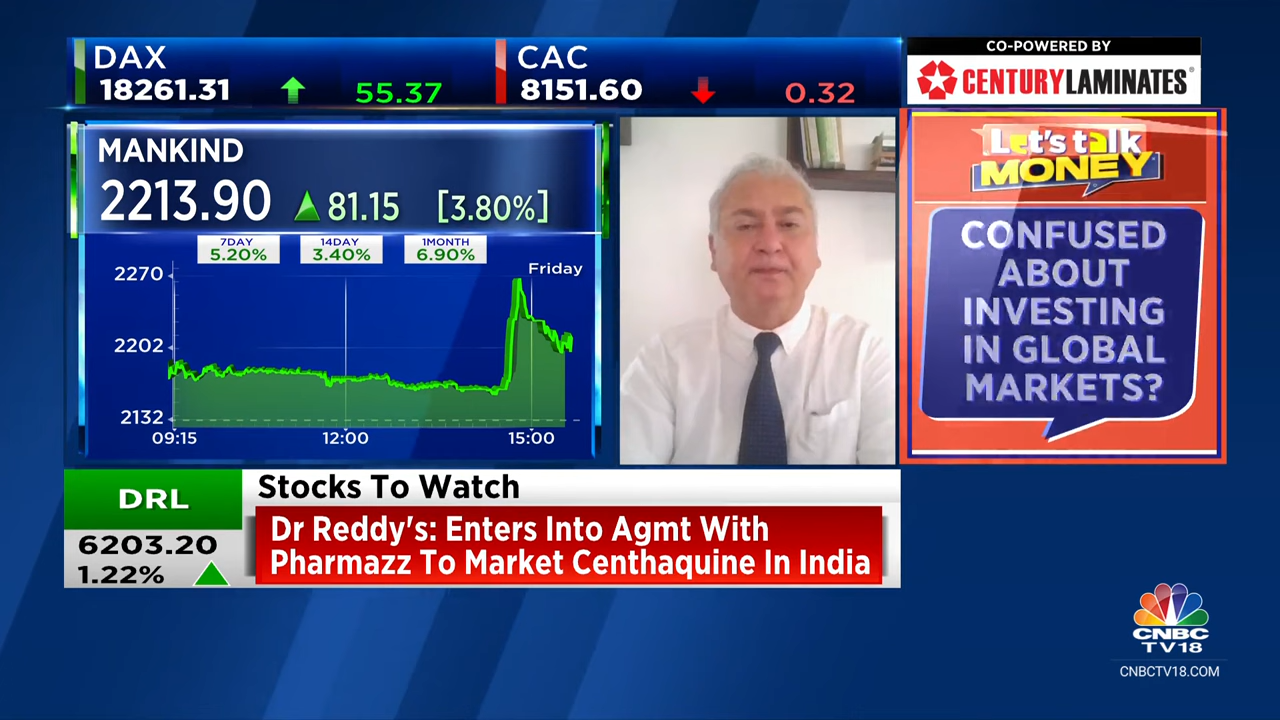 DAX
18261.31 55.37
CAC
8151.60 0.32
CO-POWERED BY
CENTURYLAMINATES®
MANKIND
2213.90 81.15 [3.80%]
7DAY
5.20%
14DAY
3.40%
1MONTH
6.90%
Friday
2270
2202
2132
09:15 12:00 15:00
Let's talk
MONEY
CONFUSED
ABOUT
INVESTING
IN GLOBAL
MARKETS?
DRL
6203.20
1.22%
Stocks To Watch
Dr Reddy's: Enters Into Agmt With
Pharmazz To Market Centhaquine In India
CNBC
TV18
CNBCTV18.COM